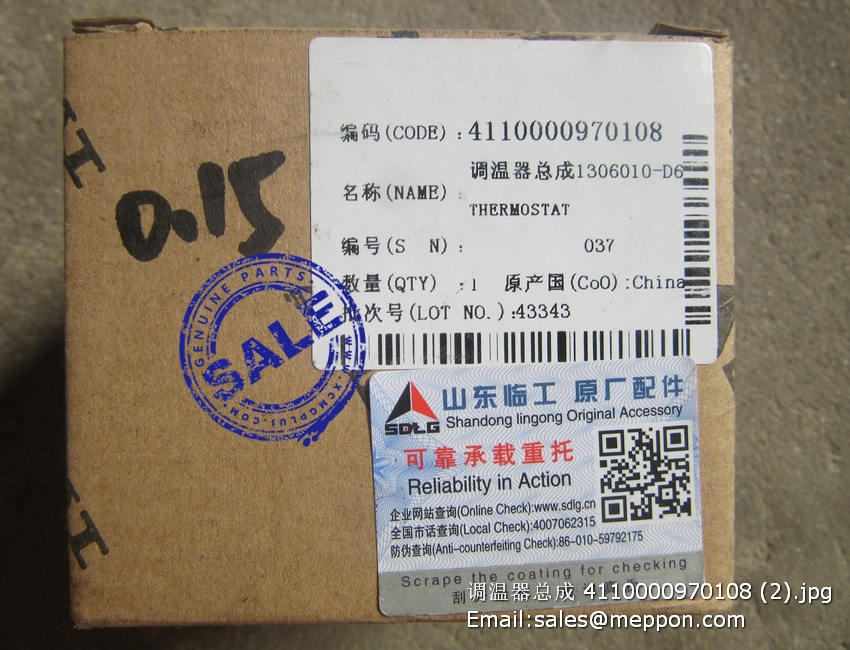 编码(CODE) : 4110000970108
调温器总成1306010-D6
名称(NAME) :
THERMOSTAT
编号(S N) : 037
数量(QTY) : 1 原产国(CoO):China
批次号(LOT NO.):43343
0.15
GENUINE PARTS
SALE
WWW.XCMGPLUS.COM
SDLG
山东临工 原厂配件
Shandong lingong Original Accessory
可靠承载重托
Reliability in Action
企业网站查询(Online Check):www.sdlg.cn
全国市话查询(Local Check):4007062315
防伪查询(Anti-counterfeiting Check):86-010-59792175
Scrape the coating for checking
刮
调温器总成 4110000970108 (2).jpg
Email:sales@meppon.com